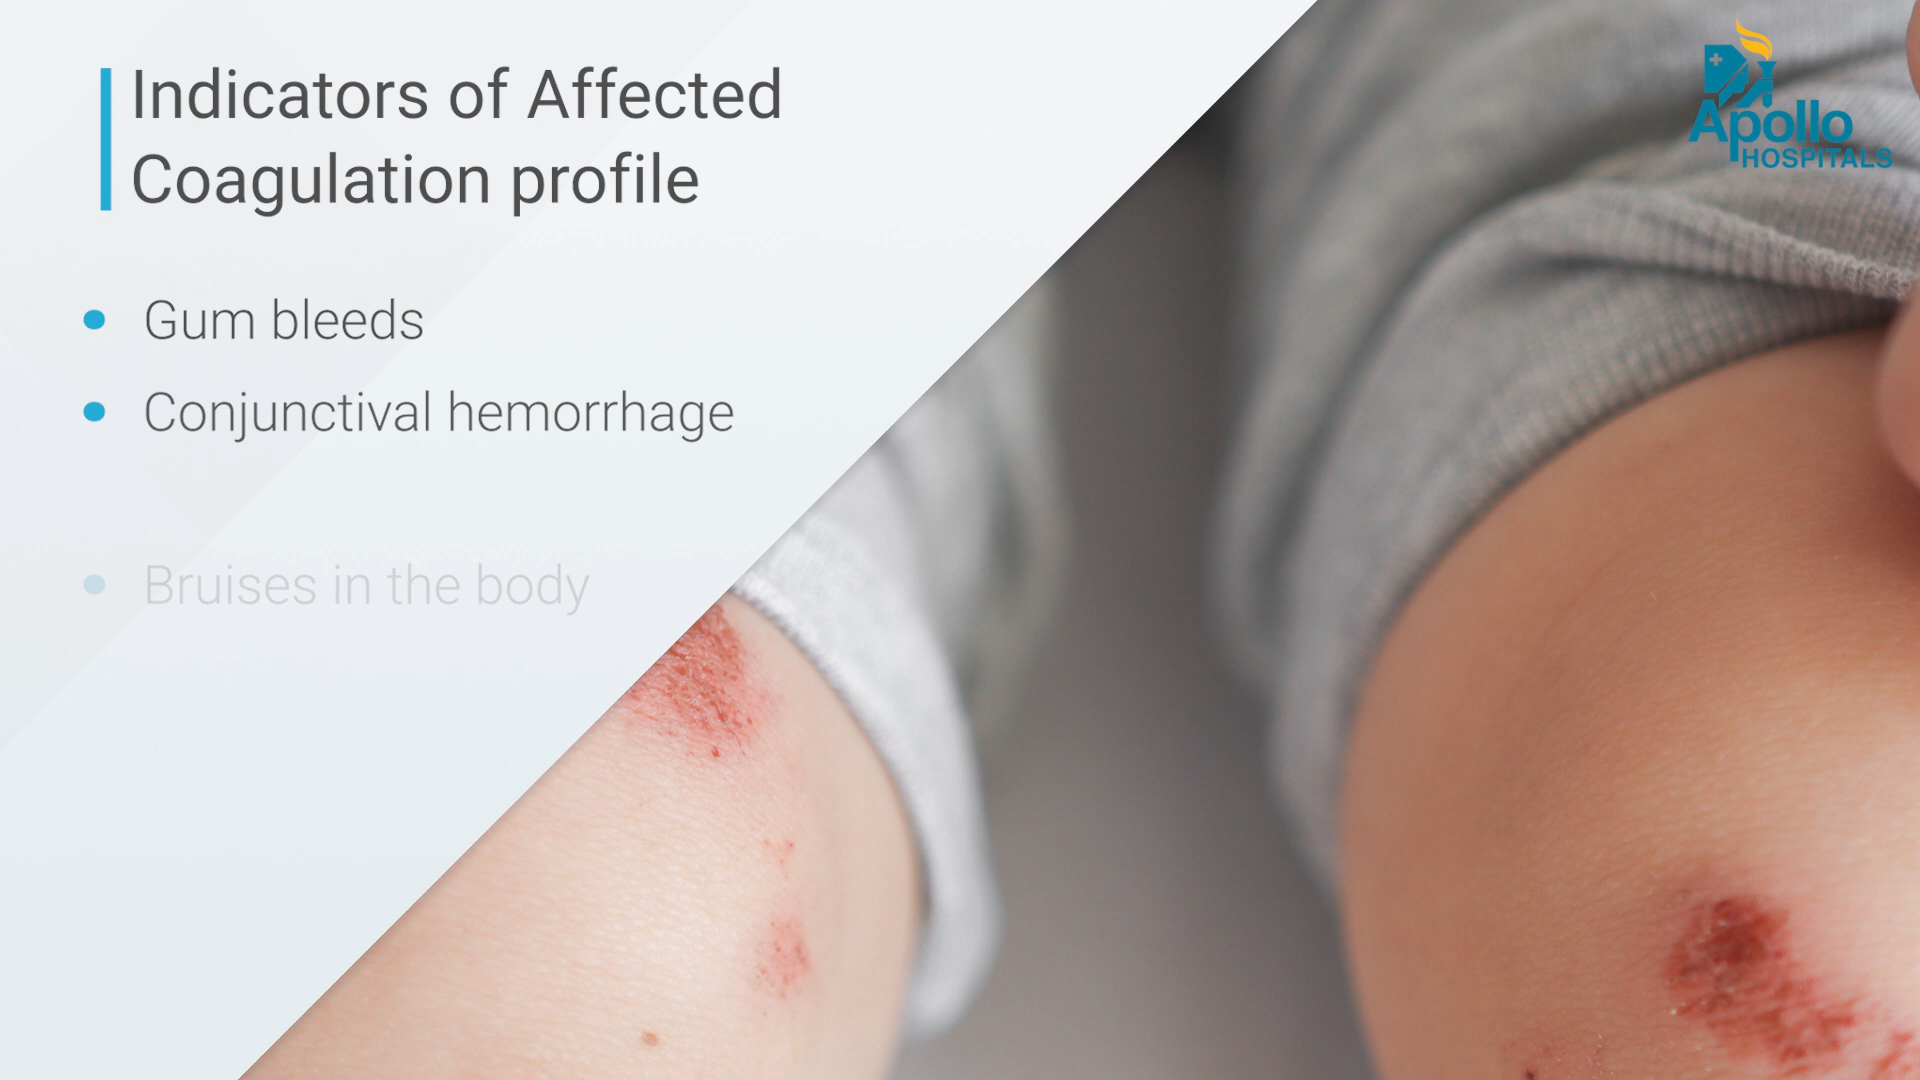 Indicators of Affected
Coagulation profile
Gum bleeds
Conjunctival hemorrhage
Bruises in the body
Apollo
HOSPITALS